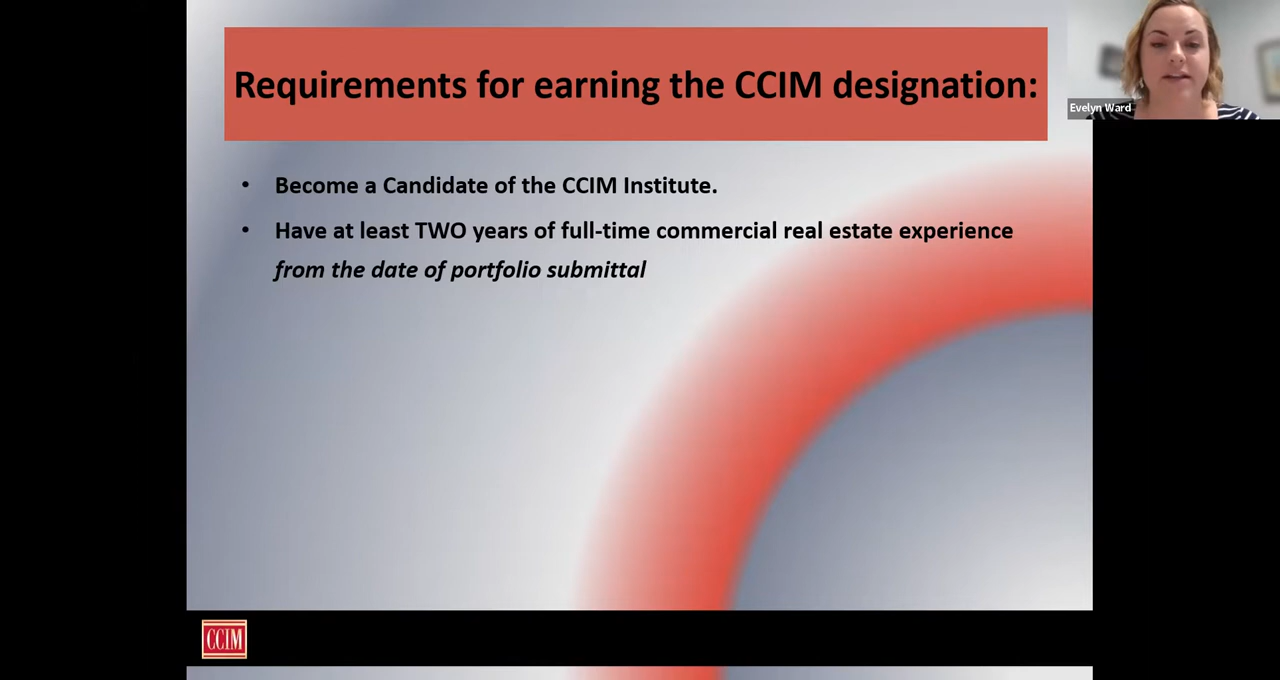 Requirements for earning the CCIM designation:
Evelyn Ward
• Become a Candidate of the CCIM Institute.
• Have at least TWO years of full-time commercial real estate experience
from the date of portfolio submittal
CCIM